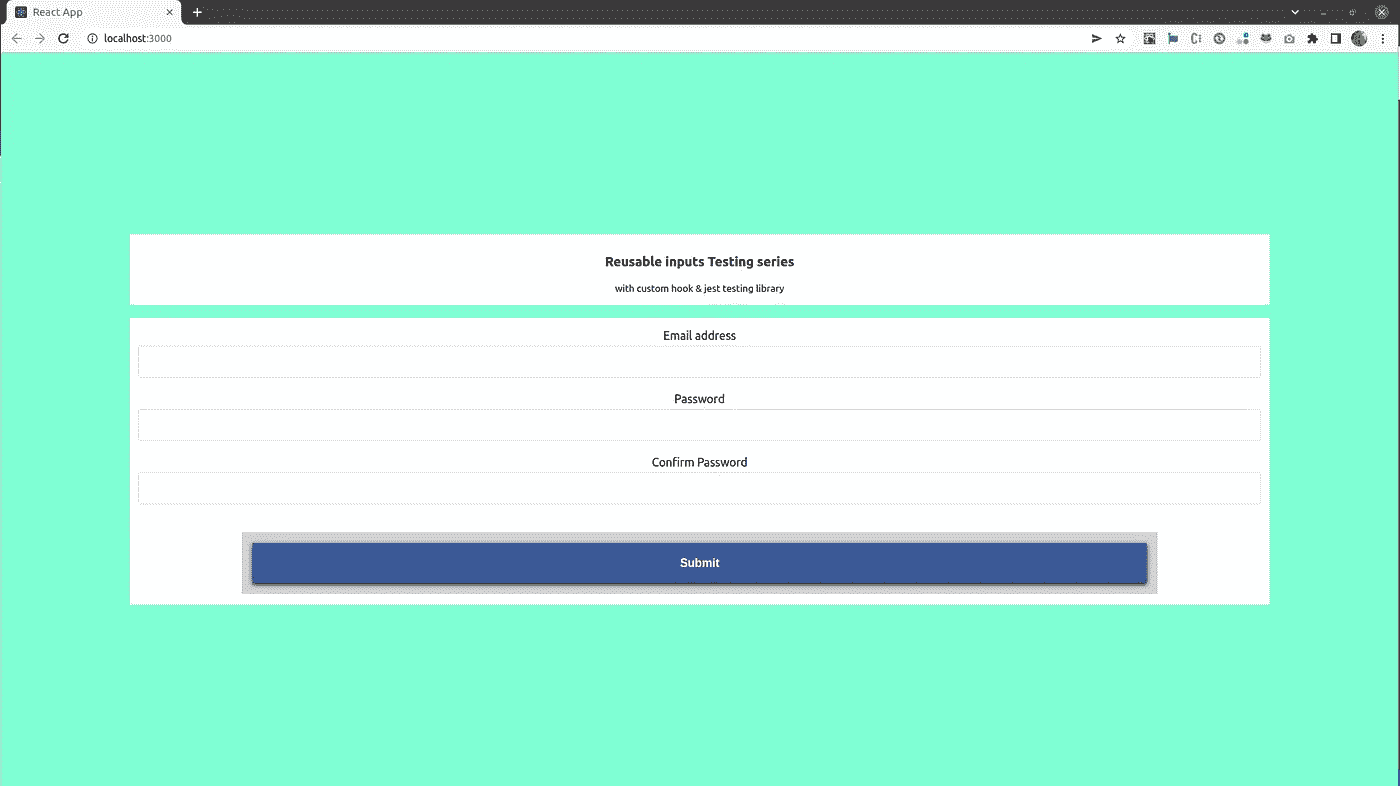 React App
localhost:3000
Reusable inputs Testing series
with custom hook & jest testing library
Email address
Password
Confirm Password
Submit